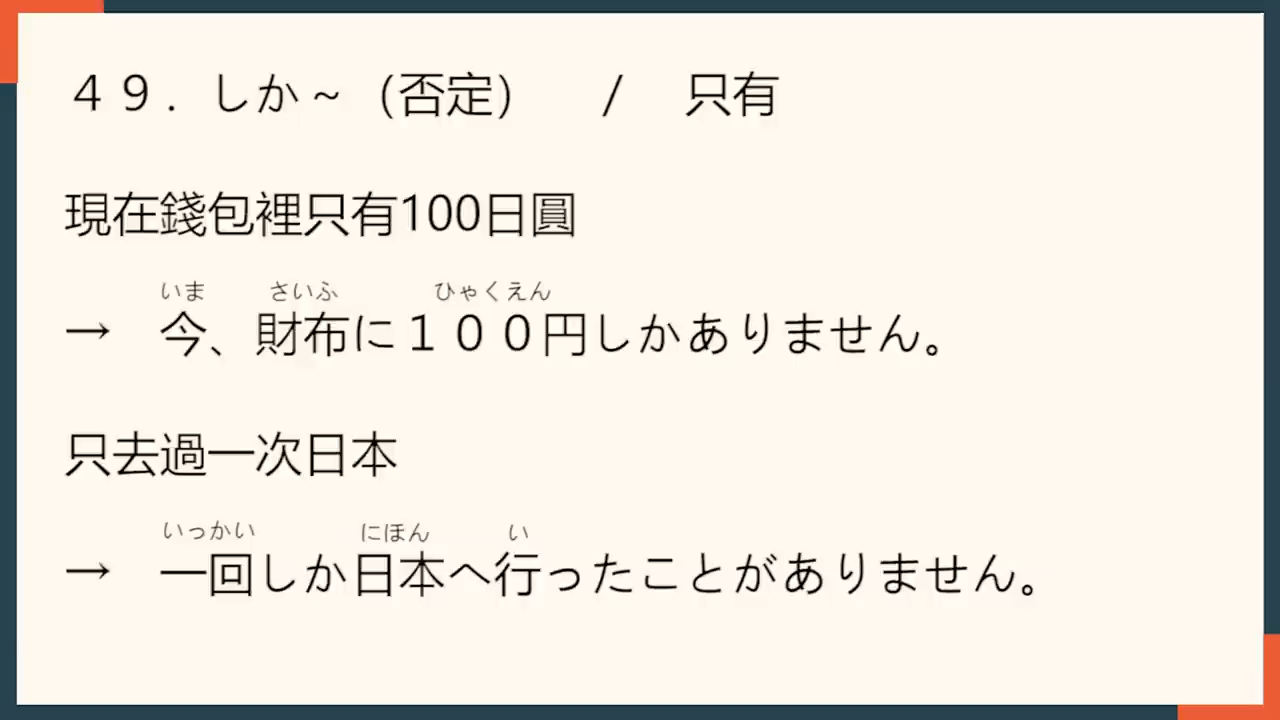 ４９．しか～（否定）　/　只有
現在錢包裡只有100日圓
いま　さいふ　ひゃくえん
→　今、財布に１００円しかありません。
只去過一次日本
いっかい　にほん　い
→　一回しか日本へ行ったことがありません。